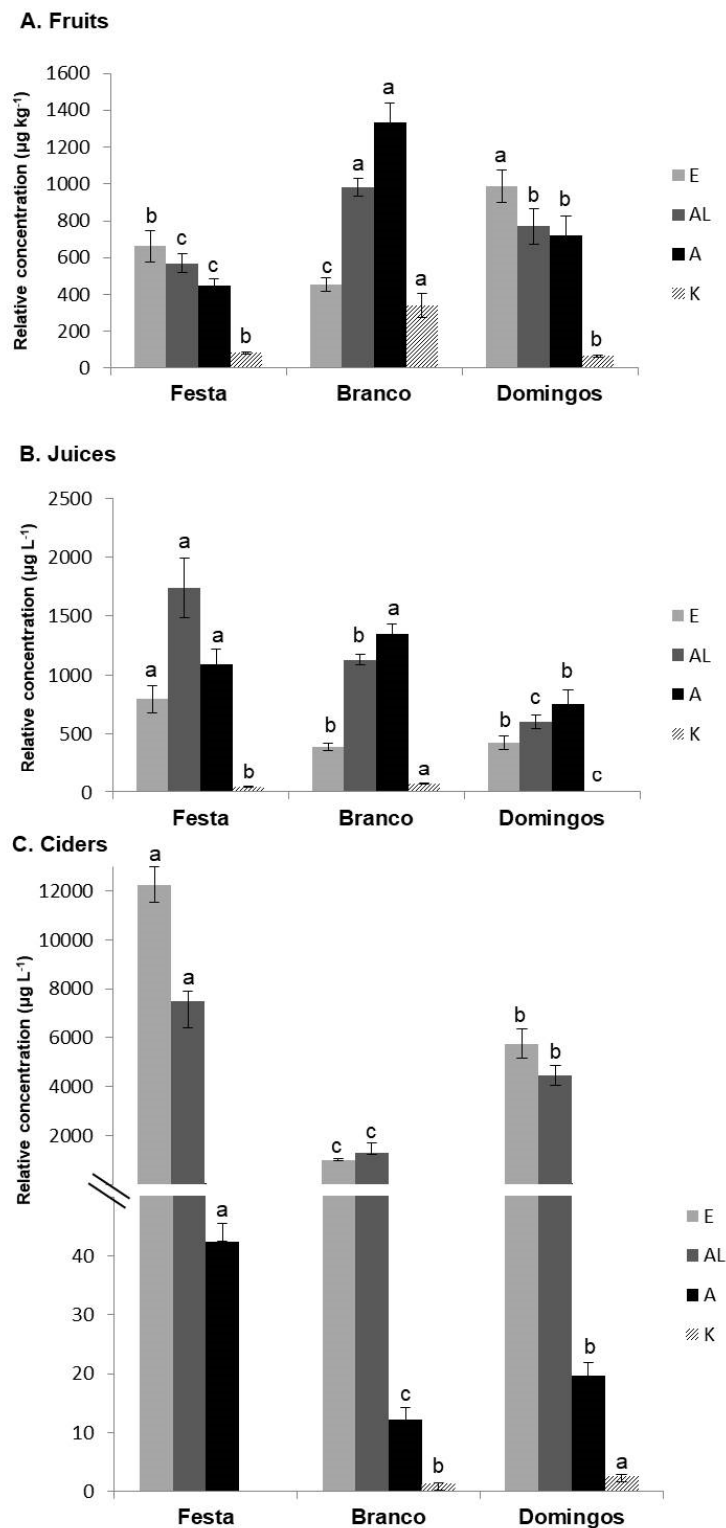 A. Fruits
Relative concentration (µg kg⁻¹)
1600
1400
1200
1000
800
600
400
200
0
b
c
c
b
c
a
a
a
a
b
b
b
Festa
Branco
Domingos
E
AL
A
K
B. Juices
Relative concentration (µg L⁻¹)
2500
2000
1500
1000
500
0
a
a
a
b
b
b
a
a
b
c
b
c
Festa
Branco
Domingos
E
AL
A
K
C. Ciders
Relative concentration (µg L⁻¹)
12000
10000
8000
6000
4000
2000
40
30
20
10
0
a
a
a
c
c
c
b
b
b
b
a
Festa
Branco
Domingos
E
AL
A
K